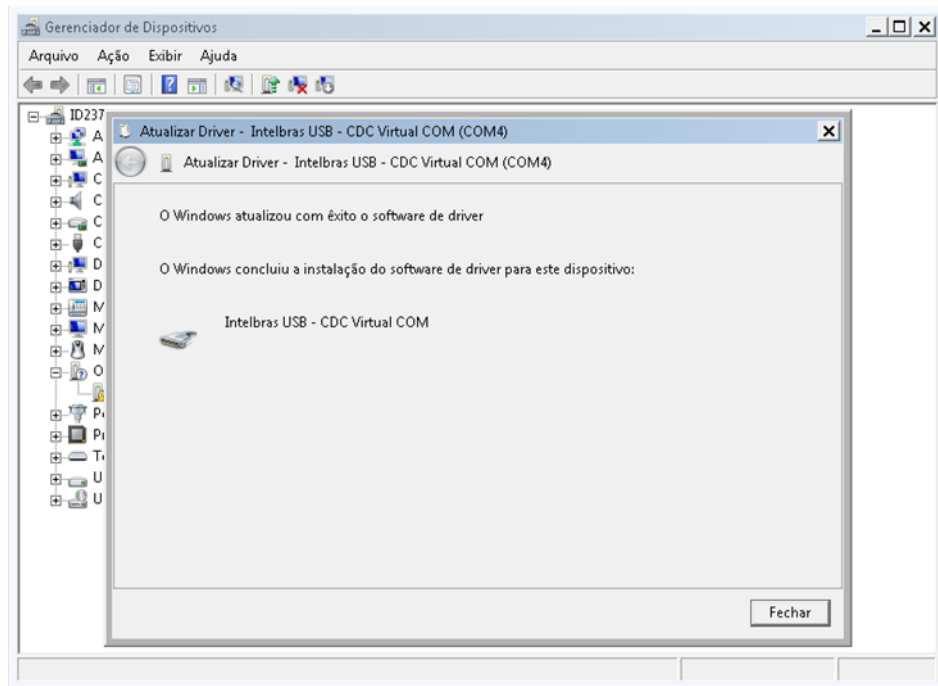 Gerenciador de Dispositivos
Arquivo Ação Exibir Ajuda
ID237
A
Atualizar Driver - Intelbras USB - CDC Virtual COM (COM4)
A
Atualizar Driver - Intelbras USB - CDC Virtual COM (COM4)
C
C
O Windows atualizou com êxito o software de driver
C
C
D
O Windows concluiu a instalação do software de driver para este dispositivo:
D
M
Intelbras USB - CDC Virtual COM
M
M
O
P
P
T
U
U
Fechar